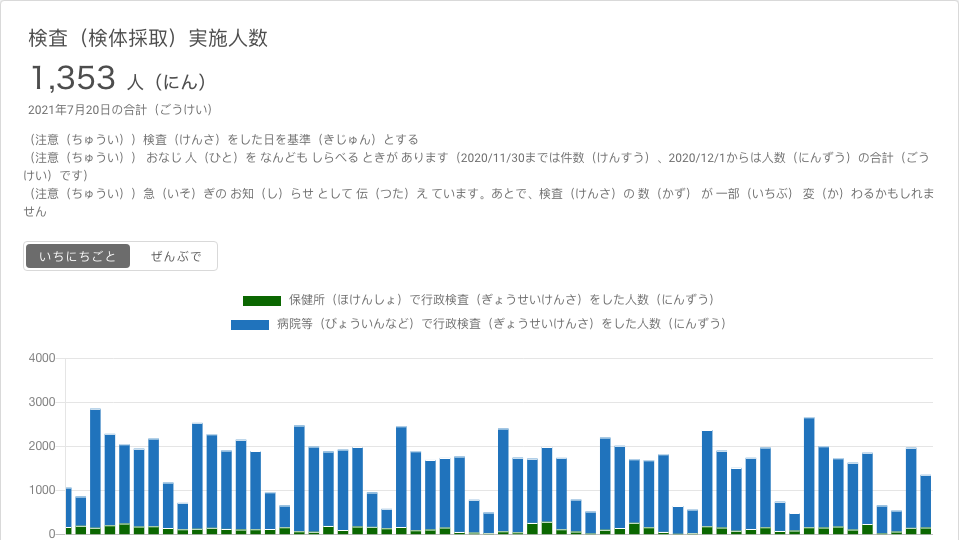 検査（検体採取）実施人数
1,353 人（にん）
2021年7月20日の合計（ごうけい）
（注意（ちゅうい））検査（けんさ）をした日を基準（きじゅん）とする
（注意（ちゅうい）） おなじ 人（ひと）を なんども しらべる ときが あります（2020/11/30までは件数（けんすう）、2020/12/1からは人数（にんずう）の合計（ごう
けい）です）
（注意（ちゅうい））急（いそ）ぎの お知（し）らせ として 伝（つた）え ています。あとで、検査（けんさ）の 数（かず） が 一部（いちぶ） 変（か）わるかもしれま
せん
いちにちごと ぜんぶで
保健所（ほけんしょ）で行政検査（ぎょうせいけんさ）をした人数（にんずう）
病院等（びょういんなど）で行政検査（ぎょうせいけんさ）をした人数（にんずう）
4000
3000
2000
1000
0